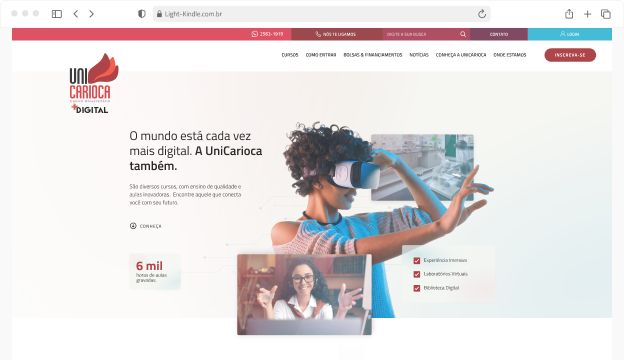 Light-Kindle.com.br
2563-1919
NÓS TE LIGAMOS
DIGITE A SUA BUSCA
CONTATO
LOGIN
UNI
CARIOCA
DIGITAL
CURSOS
COMO ENTRAR
BOLSAS & FINANCIAMENTOS
NOTÍCIAS
CONHEÇA A UNICARIOCA
ONDE ESTAMOS
INSCREVA-SE
O mundo está cada vez
mais digital. A UniCarioca
também.
São diversos cursos, com ensino de qualidade e
aulas inovadoras. Encontre aquele que conecta
você com seu futuro.
CONHEÇA
6 mil
horas de aulas
gravadas.
Experiência Imersiva
Laboratórios Virtuais
Biblioteca Digital